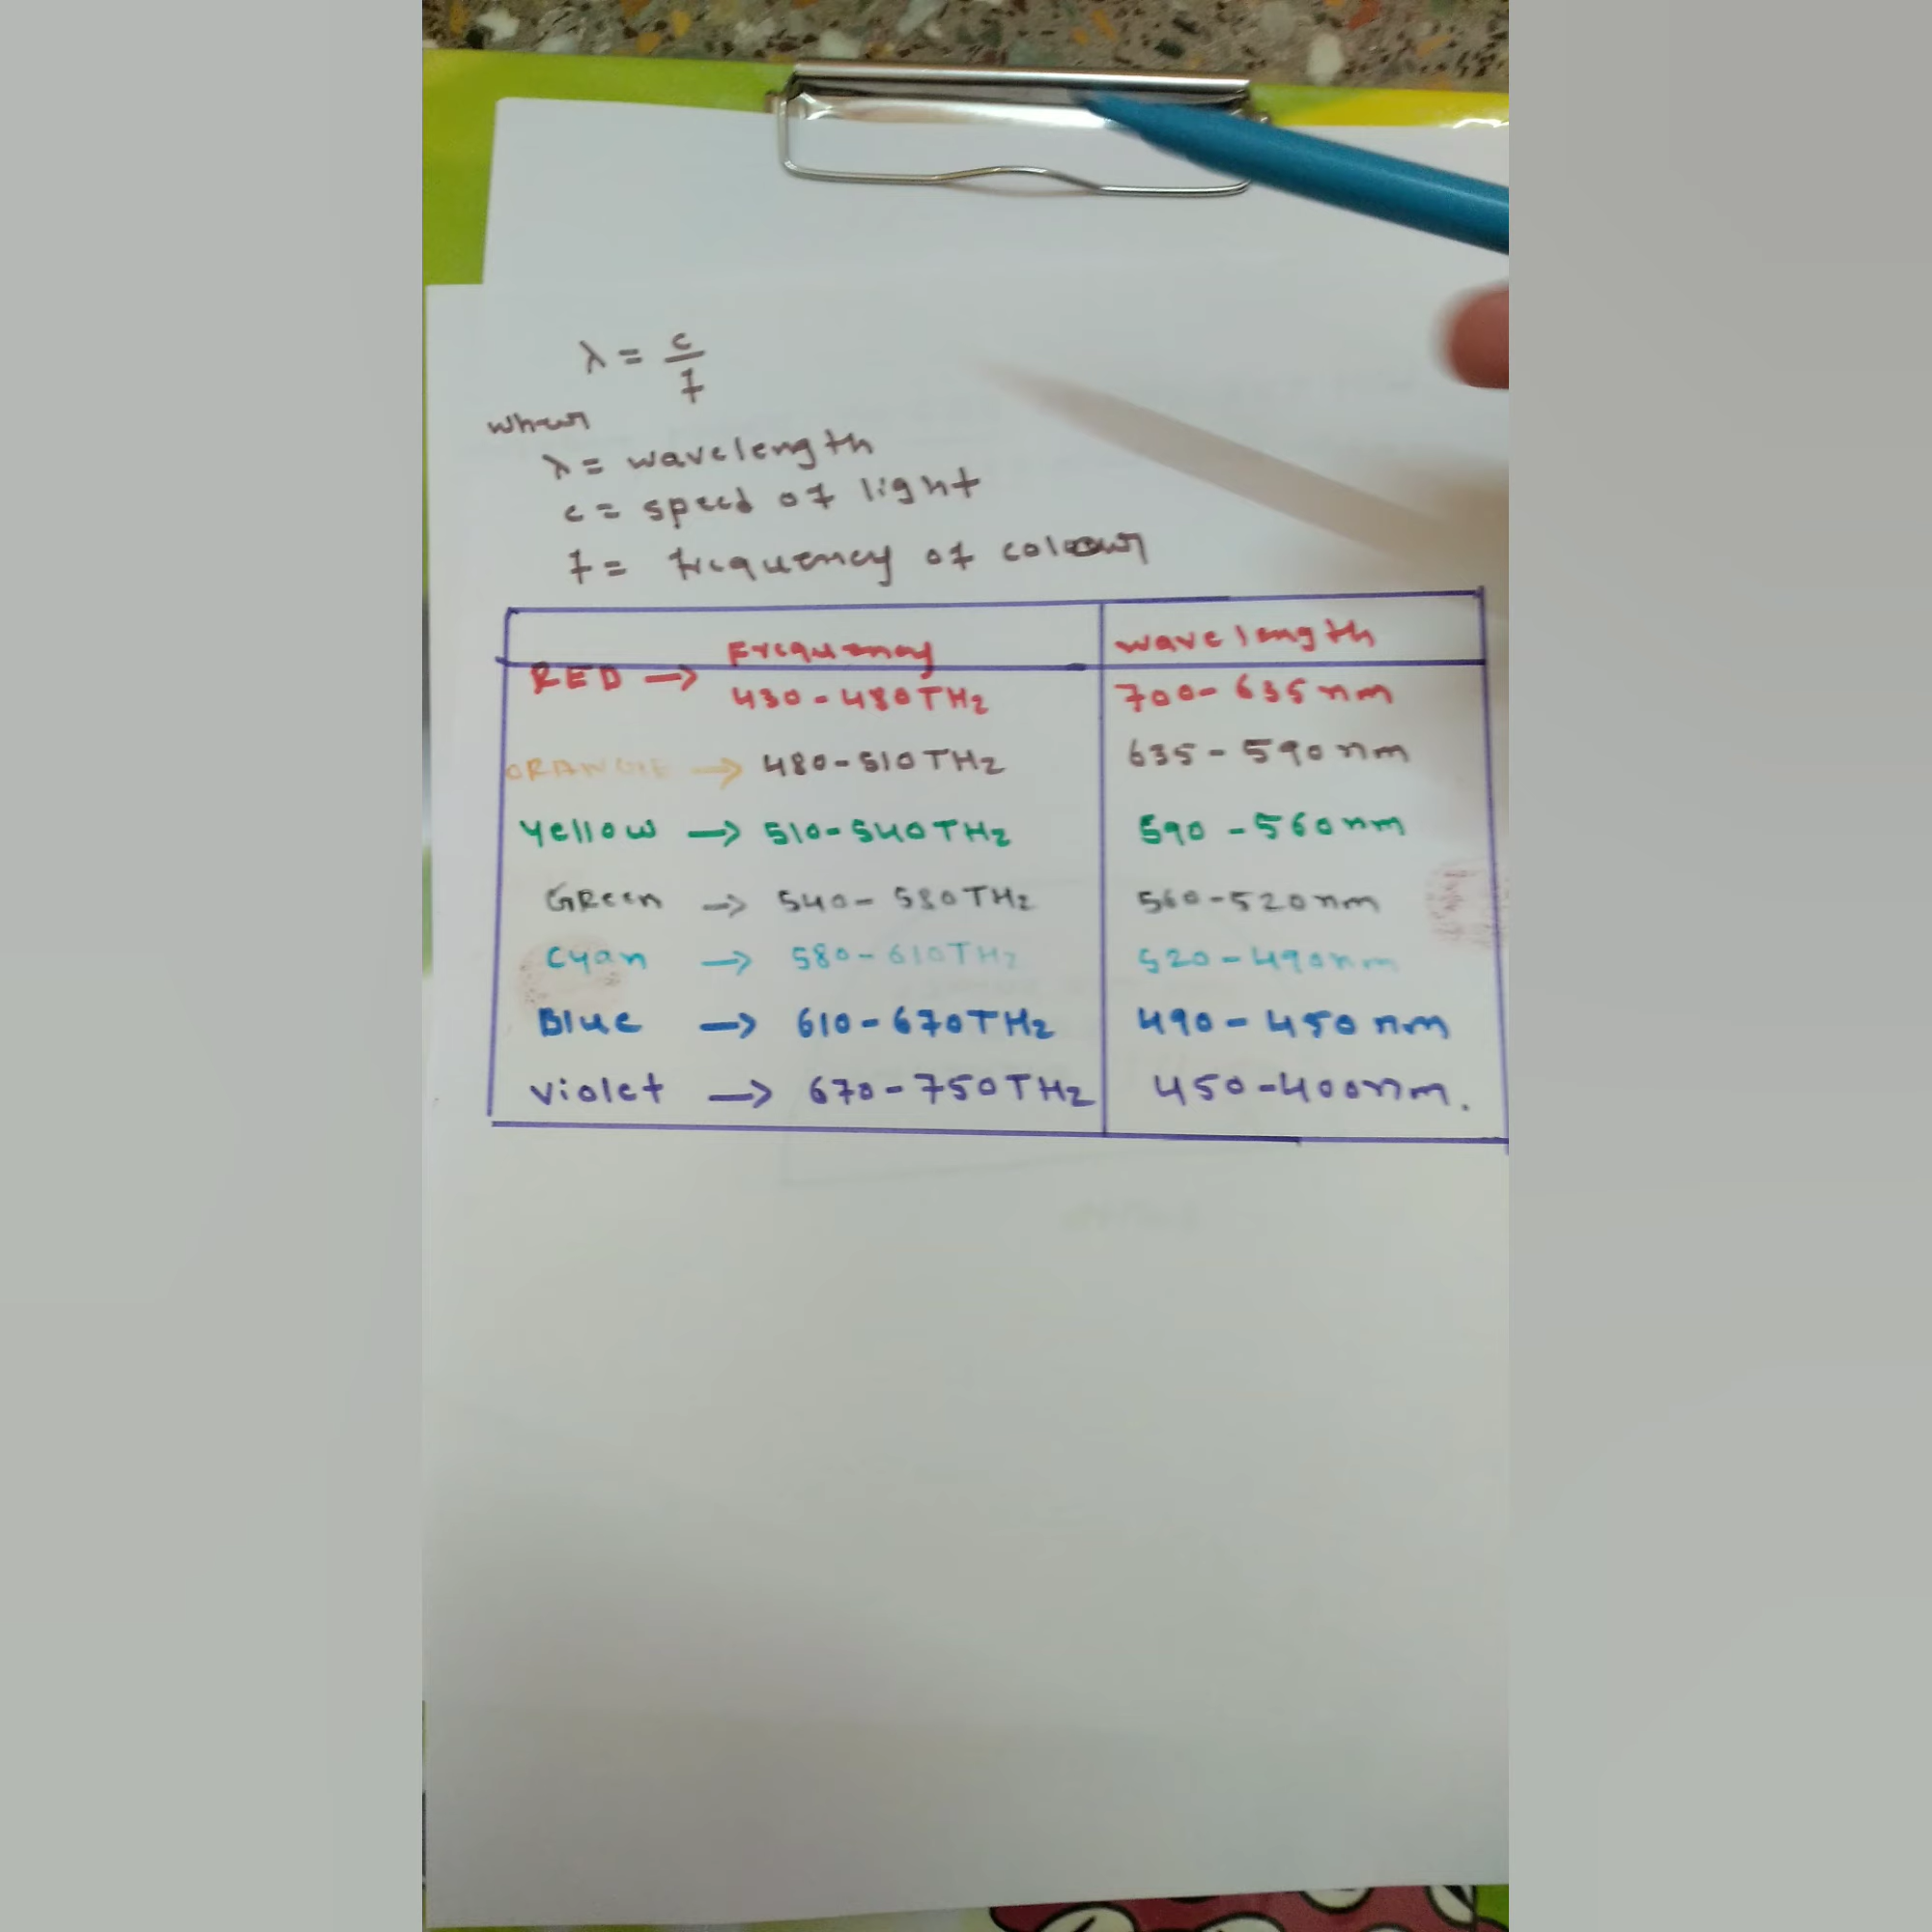 λ = c/f
where
λ = wavelength
c = speed of light
f = frequency of colour
Frequency wavelength
RED → 430-480THz 700-635nm
ORANGE → 480-510THz 635-590nm
Yellow → 510-540THz 590-560nm
GReen → 540-580THz 560-520nm
Cyan → 580-610THz 520-490nm
Blue → 610-670THz 490-450nm
Violet → 670-750THz 450-400nm.